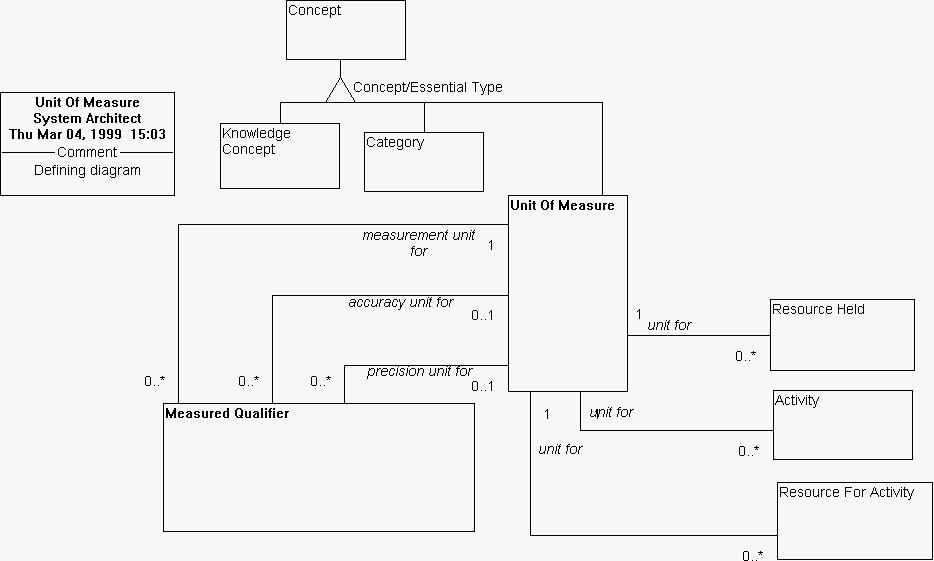 Concept
Concept/Essential Type
Unit Of Measure
System Architect
Thu Mar 04, 1999 15:03
Comment
Defining diagram
Knowledge
Concept
Category
Unit Of Measure
measurement unit
for
1
accuracy unit for
0..1
precision unit for
0..1
0..*
0..*
0..*
Measured Qualifier
1
unit for
0..*
Resource Held
1
unit for
0..*
Activity
unit for
0..*
Resource For Activity